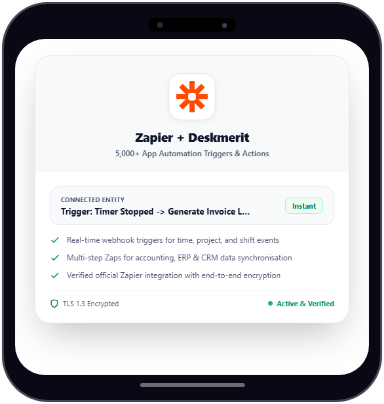 Zapier + Deskmerit
5,000+ App Automation Triggers & Actions
CONNECTED ENTITY
Trigger: Timer Stopped -> Generate Invoice L...
Instant
Real-time webhook triggers for time, project, and shift events
Multi-step Zaps for accounting, ERP & CRM data synchronisation
Verified official Zapier integration with end-to-end encryption
TLS 1.3 Encrypted
Active & Verified